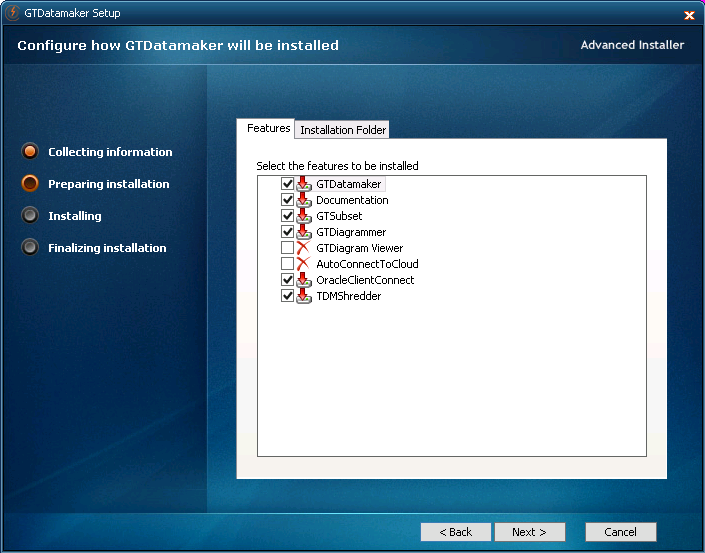 GTDatamaker Setup
Configure how GTDatamaker will be installed
Advanced Installer
Collecting information
Preparing installation
Installing
Finalizing installation
Features
Installation Folder
Select the features to be installed
GTDatamaker
Documentation
GTSubset
GTDiagrammer
GTDiagram Viewer
AutoConnectToCloud
OracleClientConnect
TDMShredder
< Back
Next >
Cancel